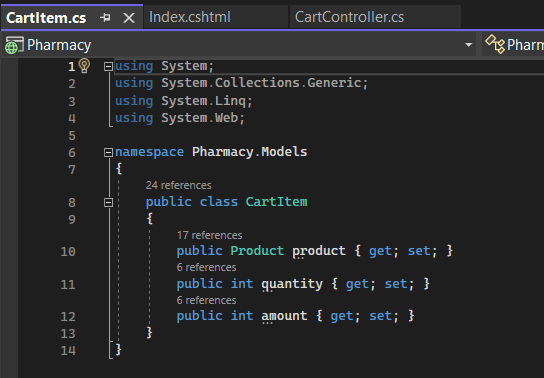 CartItem.cs
Index.cshtml
CartController.cs
Pharmacy
Pharm
1 using System;
2 using System.Collections.Generic;
3 using System.Linq;
4 using System.Web;
5
6 namespace Pharmacy.Models
7 {
24 references
8 public class CartItem
9 {
17 references
10 public Product product { get; set; }
6 references
11 public int quantity { get; set; }
6 references
12 public int amount { get; set; }
13 }
14 }